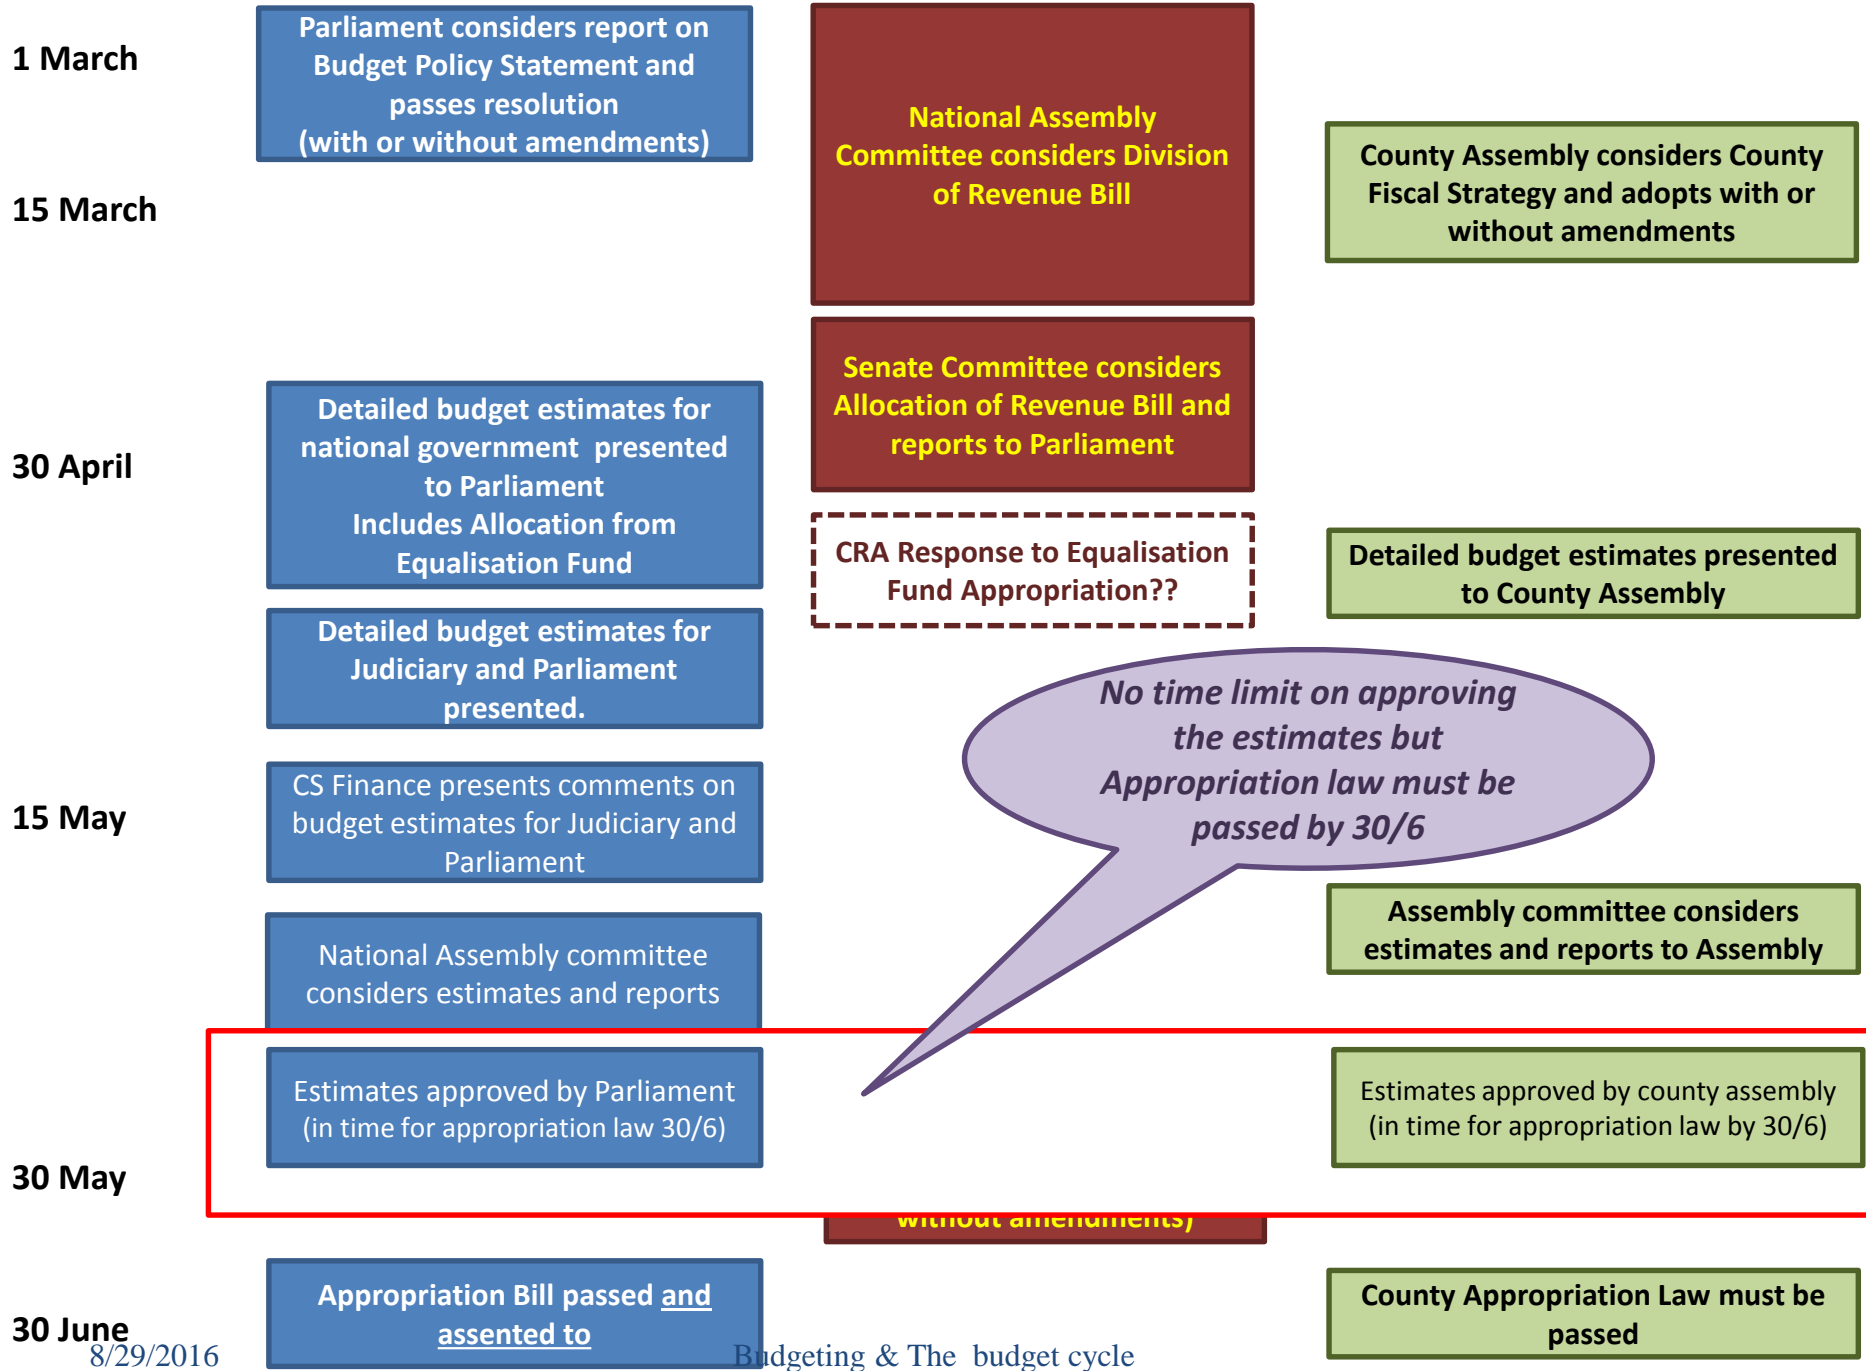 1 March
Parliament considers report on
Budget Policy Statement and
passes resolution
(with or without amendments)
National Assembly
Committee considers Division
of Revenue Bill
15 March
County Assembly considers County
Fiscal Strategy and adopts with or
without amendments
Senate Committee considers
Allocation of Revenue Bill and
reports to Parliament
30 April
Detailed budget estimates for
national government presented
to Parliament
Includes Allocation from
Equalisation Fund
CRA Response to Equalisation
Fund Appropriation??
Detailed budget estimates presented
to County Assembly
Detailed budget estimates for
Judiciary and Parliament
presented.
No time limit on approving
the estimates but
Appropriation law must be
passed by 30/6
15 May
CS Finance presents comments on
budget estimates for Judiciary and
Parliament
Assembly committee considers
estimates and reports to Assembly
National Assembly committee
considers estimates and reports
Estimates approved by Parliament
(in time for appropriation law 30/6)
Estimates approved by county assembly
(in time for appropriation law by 30/6)
30 May
without amendments)
30 June
Appropriation Bill passed and
assented to
County Appropriation Law must be
passed
8/29/2016
Budgeting & The budget cycle